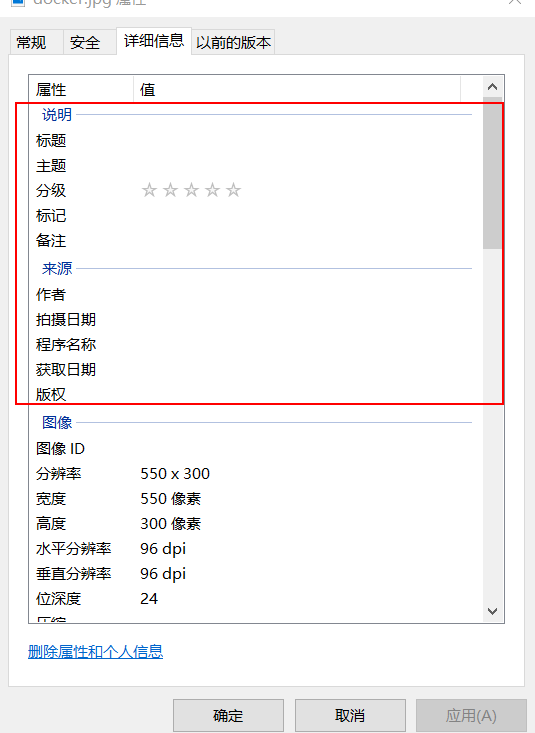 docker.jpg 属性
常规 安全 详细信息 以前的版本
属性 值
说明
标题
主题
分级
标记
备注
来源
作者
拍摄日期
程序名称
获取日期
版权
图像
图像 ID
分辨率 550 x 300
宽度 550 像素
高度 300 像素
水平分辨率 96 dpi
垂直分辨率 96 dpi
位深度 24
压缩
删除属性和个人信息
确定 取消 应用(A)